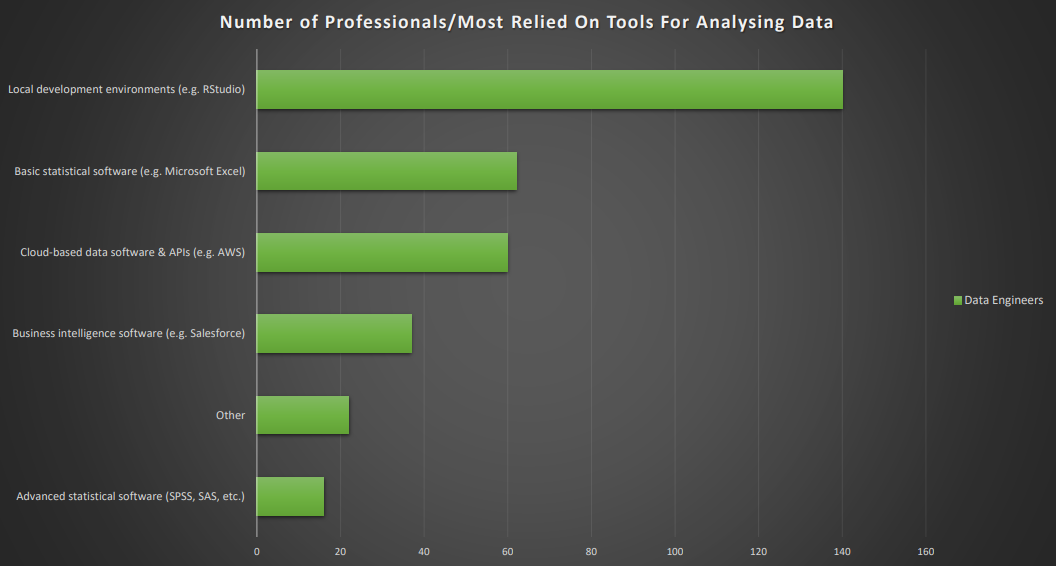 Number of Professionals/Most Relied On Tools For Analysing Data
Local development environments (e.g. RStudio)
Basic statistical software (e.g. Microsoft Excel)
Cloud-based data software & APIs (e.g. AWS)
Business intelligence software (e.g. Salesforce)
Other
Advanced statistical software (SPSS, SAS, etc.)
0 20 40 60 80 100 120 140 160
Data Engineers